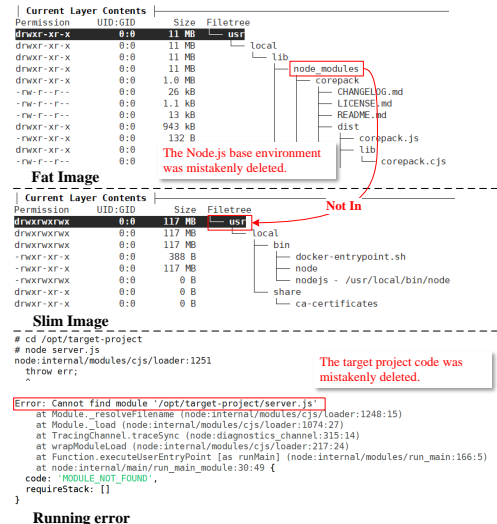 Current Layer Contents
Permission UID:GID Size Filetree
drwxr-xr-x 0:0 11 MB └── usr
drwxr-xr-x 0:0 11 MB └── local
drwxr-xr-x 0:0 11 MB └── lib
drwxr-xr-x 0:0 11 MB ├── node_modules
drwxr-xr-x 0:0 1.0 MB ├── corepack
-rw-r--r-- 0:0 26 kB ├── CHANGELOG.md
-rw-r--r-- 0:0 1.1 kB ├── LICENSE.md
-rw-r--r-- 0:0 13 kB ├── README.md
drwxr-xr-x 0:0 943 kB ├── dist
drwxr-xr-x 0:0 132 B ├── corepack.js
drwxr-xr-x 0:0 ├── lib
-rw-r--r-- 0:0 └── corepack.cjs
The Node.js base environment
was mistakenly deleted.
Fat Image
Not In
Current Layer Contents
Permission UID:GID Size Filetree
drwxrwxrwx 0:0 117 MB └── usr
drwxrwxrwx 0:0 117 MB └── local
drwxrwxrwx 0:0 117 MB ├── bin
-rwxr-xr-x 0:0 388 B ├── docker-entrypoint.sh
-rwxr-xr-x 0:0 117 MB ├── node
-rwxrwxrwx 0:0 0 B └── nodejs - /usr/local/bin/node
drwxr-xr-x 0:0 0 B └── share
drwxr-xr-x 0:0 0 B └── ca-certificates
Slim Image
# cd /opt/target-project
# node server.js
node:internal/modules/cjs/loader:1251
throw err;
^
The target project code was
mistakenly deleted.
Error: Cannot find module '/opt/target-project/server.js'
at Module._resolveFilename (node:internal/modules/cjs/loader:1248:15)
at Module._load (node:internal/modules/cjs/loader:1074:27)
at TracingChannel.traceSync (node:diagnostics_channel:315:14)
at wrapModuleLoad (node:internal/modules/cjs/loader:217:24)
at Function.executeUserEntryPoint [as runMain] (node:internal/modules/run_main:166:5)
at node:internal/main/run_main_module:30:49 {
code: 'MODULE_NOT_FOUND',
requireStack: []
}
Running error